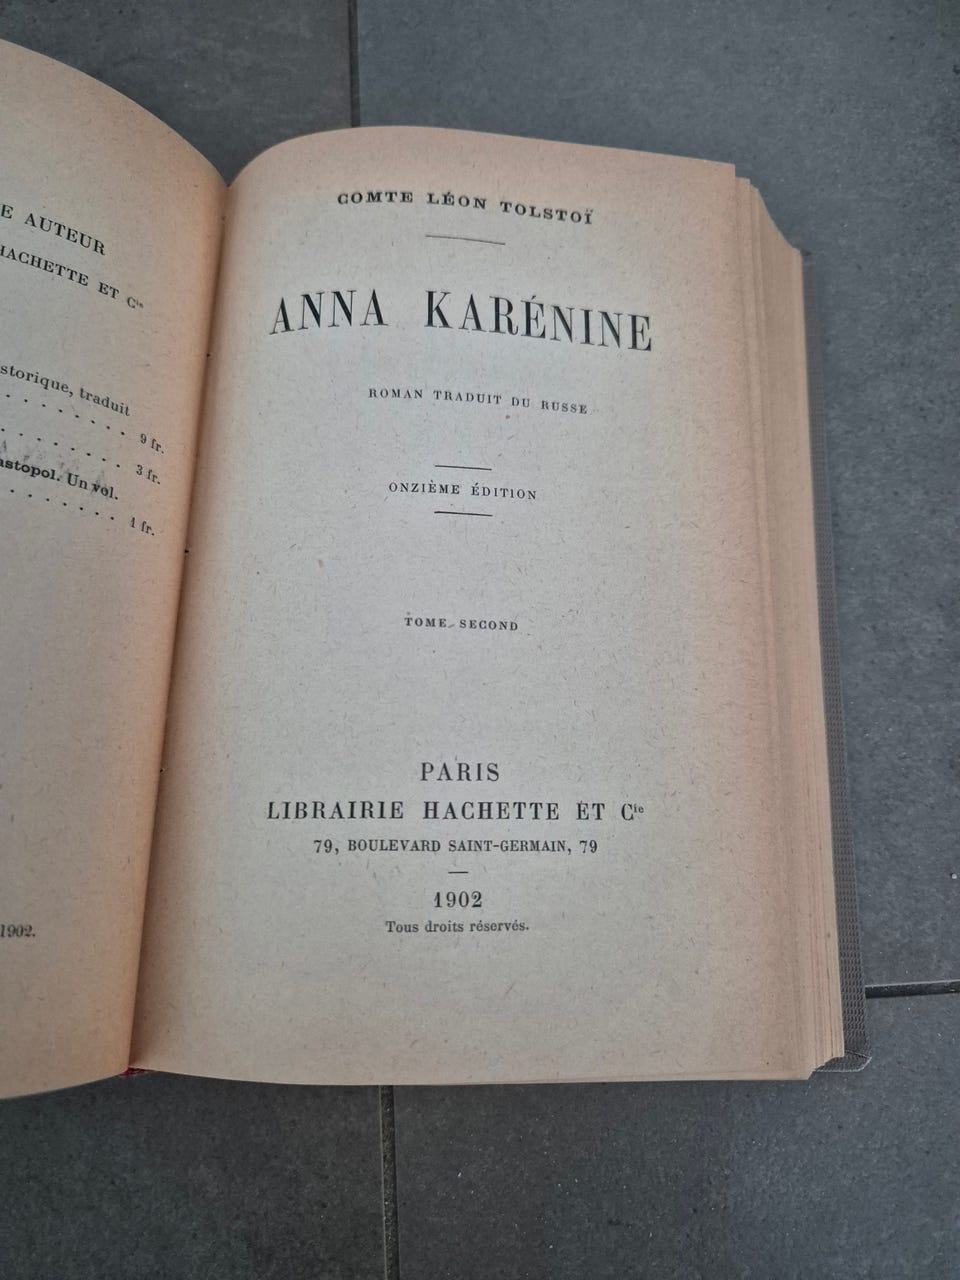 E AUTEUR
HACHETTE ET Cie
storique, traduit
. . . . . . . . 9 fr.
. . . . . . . . 3 fr.
astopol. Un vol.
. . . . . . . . 1 fr.
1902.
COMTE LÉON TOLSTOÏ
ANNA KARÉNINE
ROMAN TRADUIT DU RUSSE
ONZIÈME ÉDITION
TOME SECOND
PARIS
LIBRAIRIE HACHETTE ET Cie
79, BOULEVARD SAINT-GERMAIN, 79
1902
Tous droits réservés.